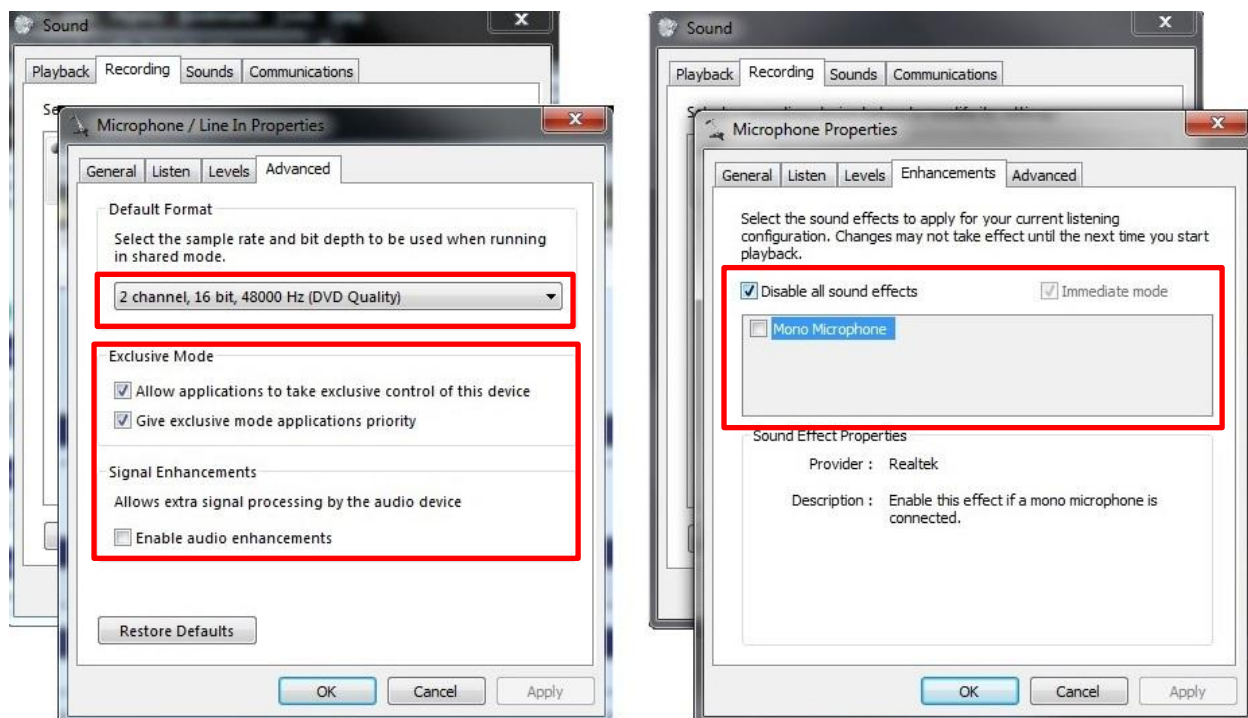 Sound
Playback Recording Sounds Communications
Se
Microphone / Line In Properties
General Listen Levels Advanced
Default Format
Select the sample rate and bit depth to be used when running
in shared mode.
2 channel, 16 bit, 48000 Hz (DVD Quality)
Exclusive Mode
Allow applications to take exclusive control of this device
Give exclusive mode applications priority
Signal Enhancements
Allows extra signal processing by the audio device
Enable audio enhancements
Restore Defaults
OK Cancel Apply
Sound
Playback Recording Sounds Communications
Microphone Properties
General Listen Levels Enhancements Advanced
Select the sound effects to apply for your current listening
configuration. Changes may not take effect until the next time you start
playback.
Disable all sound effects Immediate mode
Mono Microphone
Sound Effect Properties
Provider : Realtek
Description : Enable this effect if a mono microphone is
connected.
OK Cancel Apply